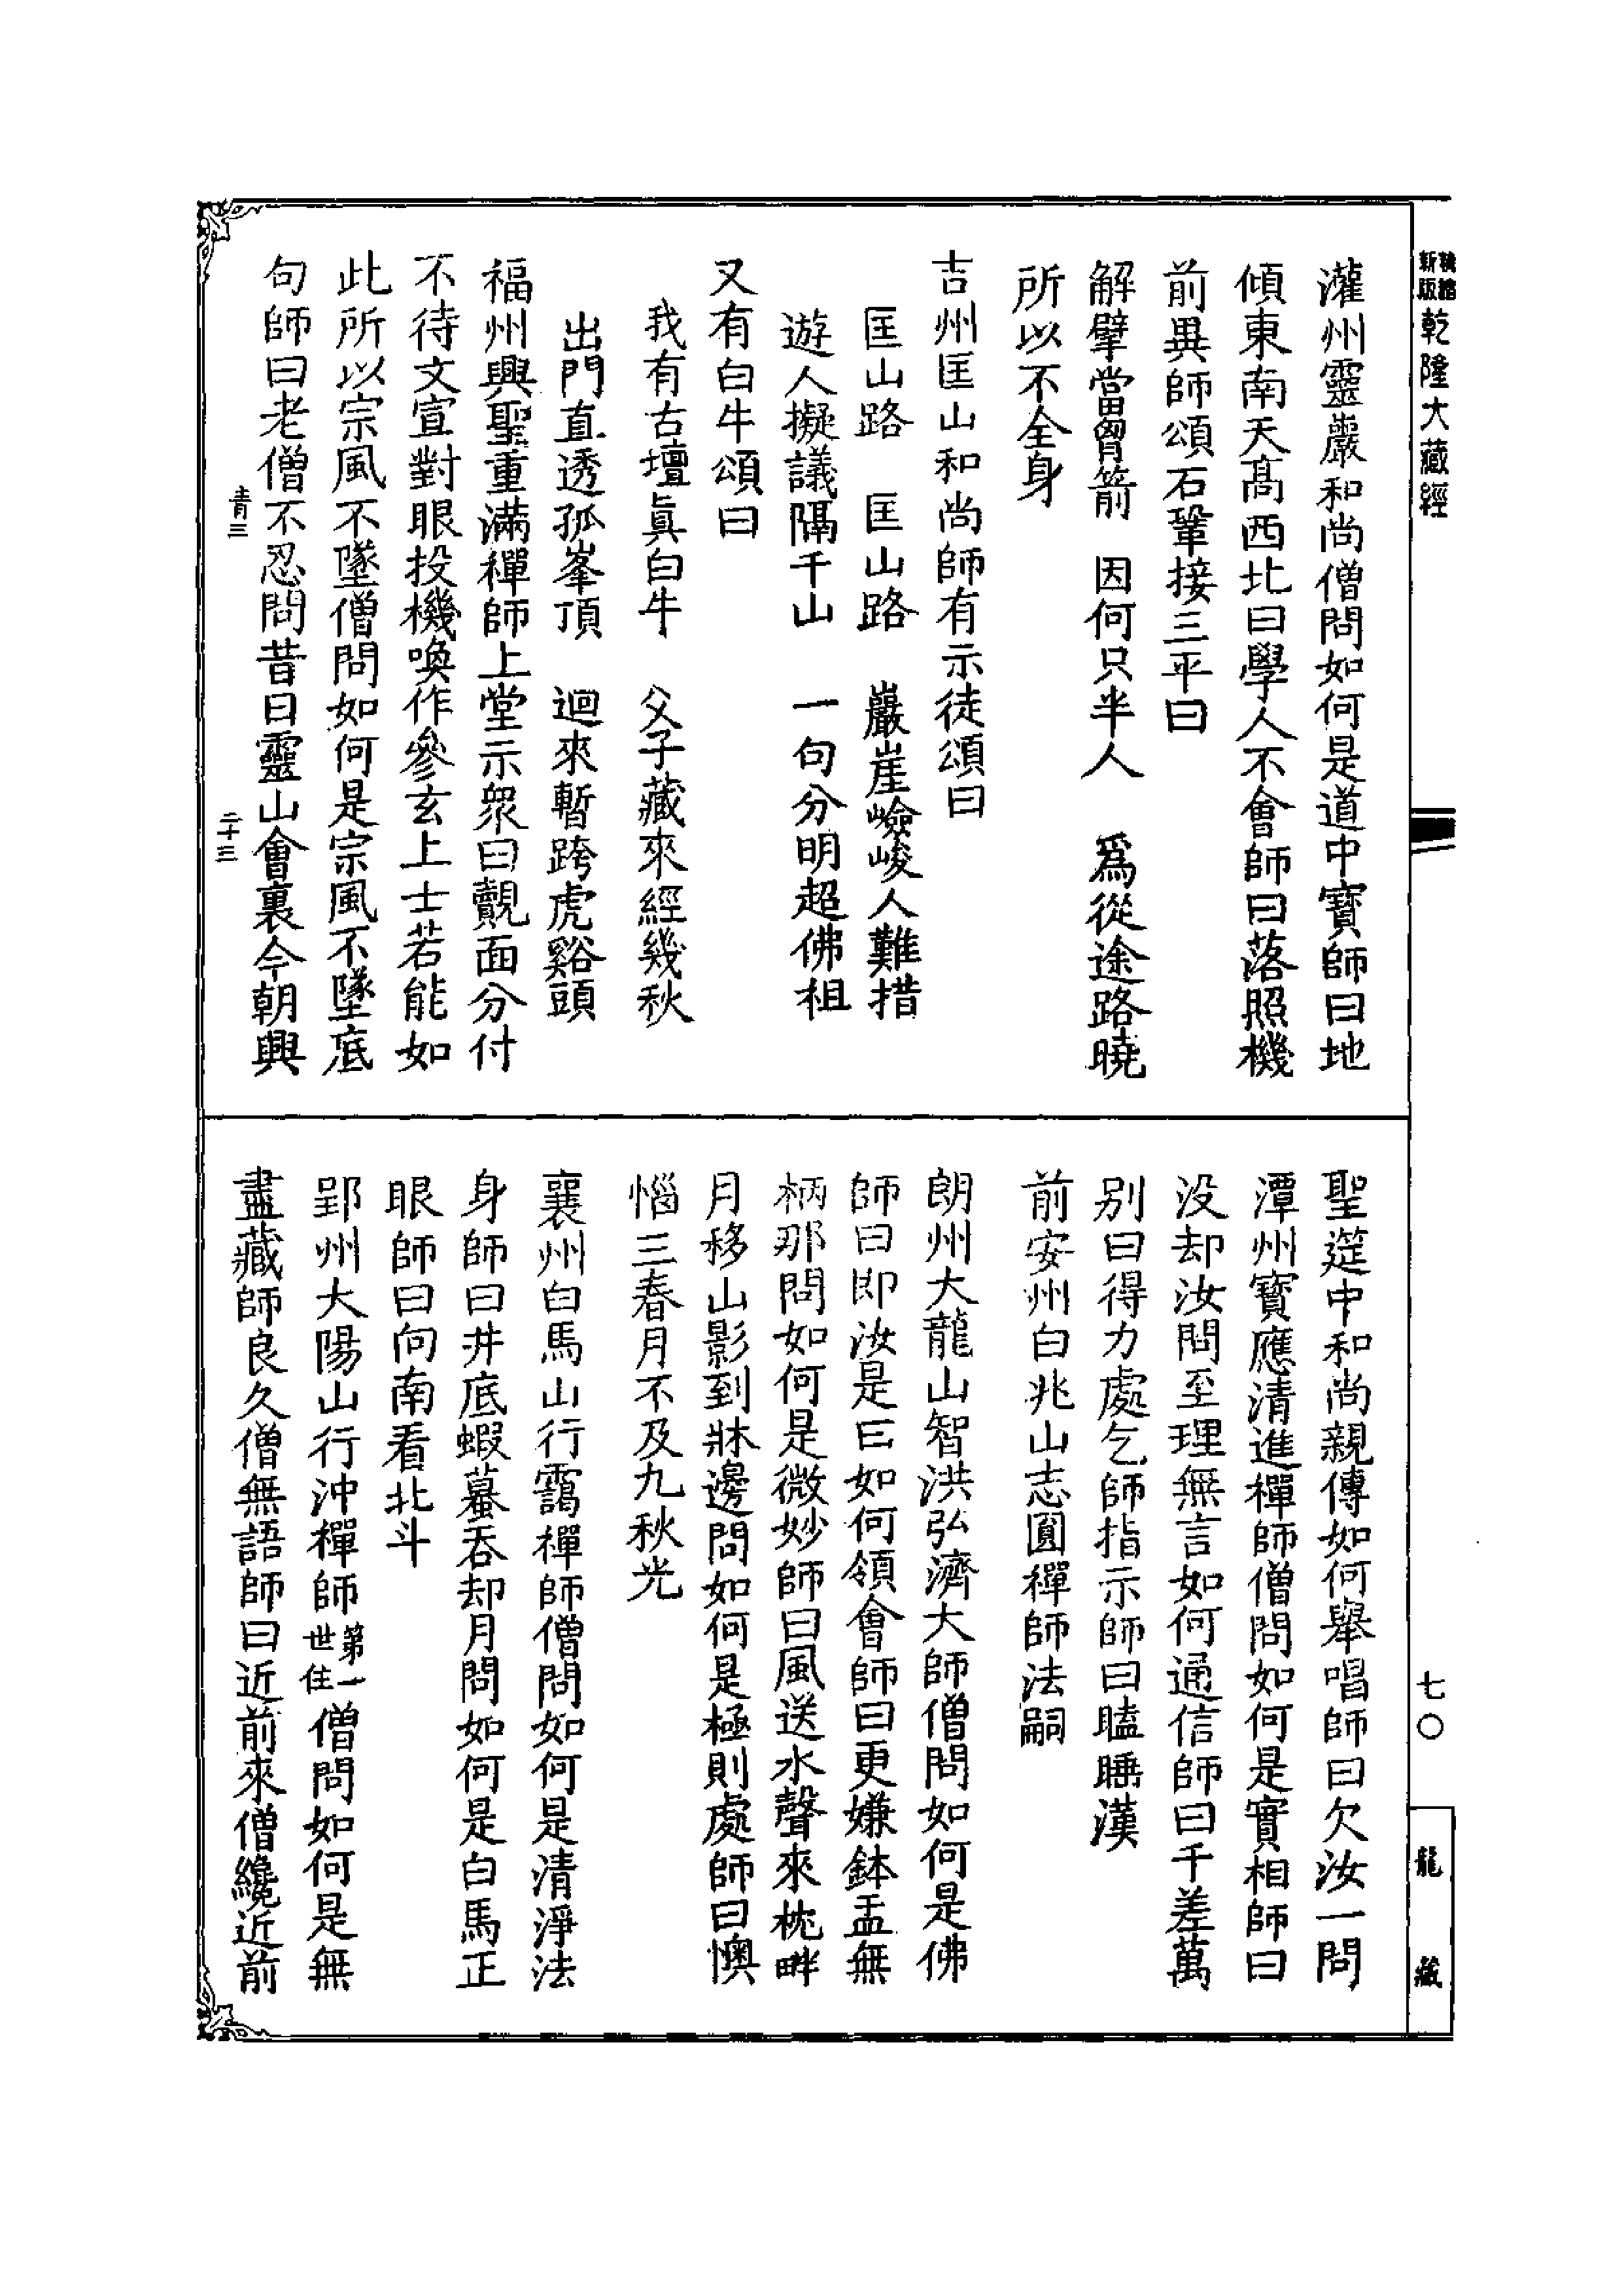 乾隆大藏經
灌州靈巖和尚僧問如何是道中寶師曰地
傾東南天高西北曰學人不會師曰落照機
前異師頌石鞏接三平曰
解擘當胷箭　因何只半人　爲從途路曉
所以不全身
吉州匡山和尚師有示徒頌曰
匡山路　匡山路　巖崖嶮峻人難措
遊人擬議隔千山　一句分明超佛祖
又有白牛頌曰
我有古壇眞白牛　父子藏來經幾秋
出門直透孤峯頂　迴來暫跨虎谿頭
福州興聖重滿禪師上堂示眾曰覿面分付
不待文宣對眼投機喚作參玄上士若能如
此所以宗風不墜僧問如何是宗風不墜底
句師曰老僧不忍問昔日靈山會裏今朝興
青三
二十三
聖筵中和尚親傳如何舉唱師曰欠汝一問
潭州寶應清進禪師僧問如何是實相師曰
没却汝問至理無言如何通信師曰千差萬
别曰得力處乞師指示師曰瞌睡漢
前安州白兆山志圓禪師法嗣
朗州大龍山智洪弘濟大師僧問如何是佛
師曰即汝是曰如何領會師曰更嫌鉢盂無
柄那問如何是微妙師曰風送水聲來枕畔
月移山影到牀邊問如何是極則處師曰懊
惱三春月不及九秋光
襄州白馬山行靄禪師僧問如何是清淨法
身師曰井底蝦蟇吞却月問如何是白馬正
眼師曰向南看北斗
郢州大陽山行沖禪師第一世住僧問如何是無
盡藏師良久僧無語師曰近前來僧纔近前
七〇
龍藏